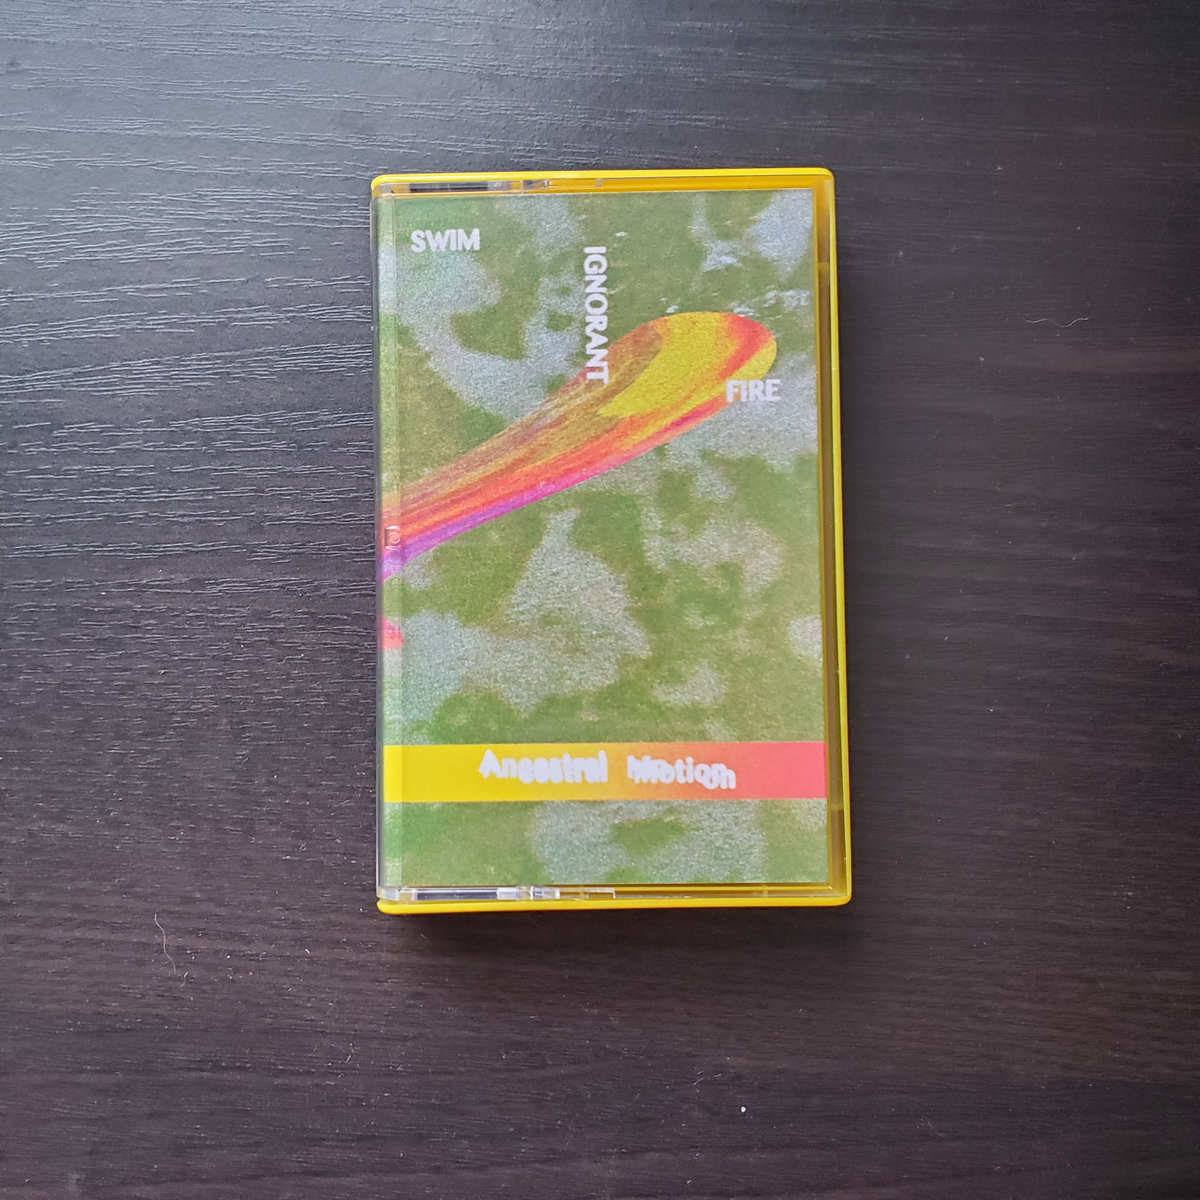 SWIM
IGNORANT
FIRE
Ancestral Motion